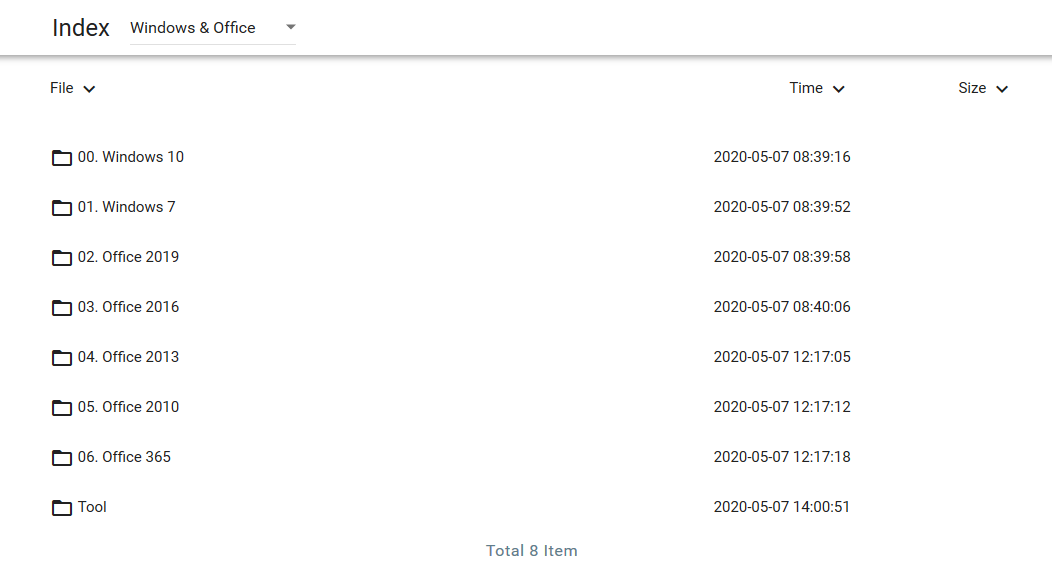 Index Windows & Office
File Time Size
00. Windows 10 2020-05-07 08:39:16
01. Windows 7 2020-05-07 08:39:52
02. Office 2019 2020-05-07 08:39:58
03. Office 2016 2020-05-07 08:40:06
04. Office 2013 2020-05-07 12:17:05
05. Office 2010 2020-05-07 12:17:12
06. Office 365 2020-05-07 12:17:18
Tool 2020-05-07 14:00:51
Total 8 Item